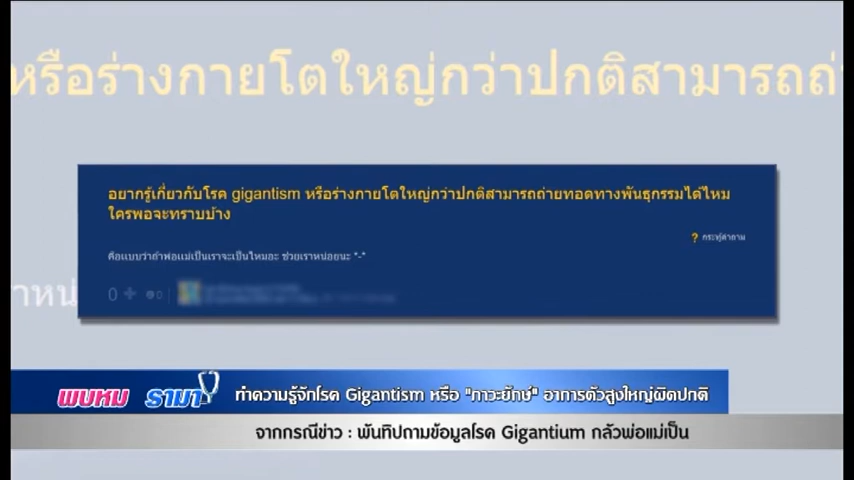 หรือร่างกายโตใหญ่กว่าปกติสามารถถ่า
อยากรู้เกี่ยวกับโรค gigantism หรือร่างกายโตใหญ่กว่าปกติสามารถถ่ายทอดทางพันธุกรรมได้ไหม
ใครพอจะทราบบ้าง
? กระทู้คำถาม
คือแบบว่าถ้าพ่อแม่เป็นเราจะเป็นไหมอะ ช่วยเราหน่อยนะ *-*
าหน่
0 +
0
พบหมอ รามา
ทำความรู้จักโรค Gigantism หรือ "ภาวะยักษ์" อาการตัวสูงใหญ่ผิดปกติ
จากกรณีข่าว : พันทิปถามข้อมูลโรค Gigantium กลัวพ่อแม่เป็น